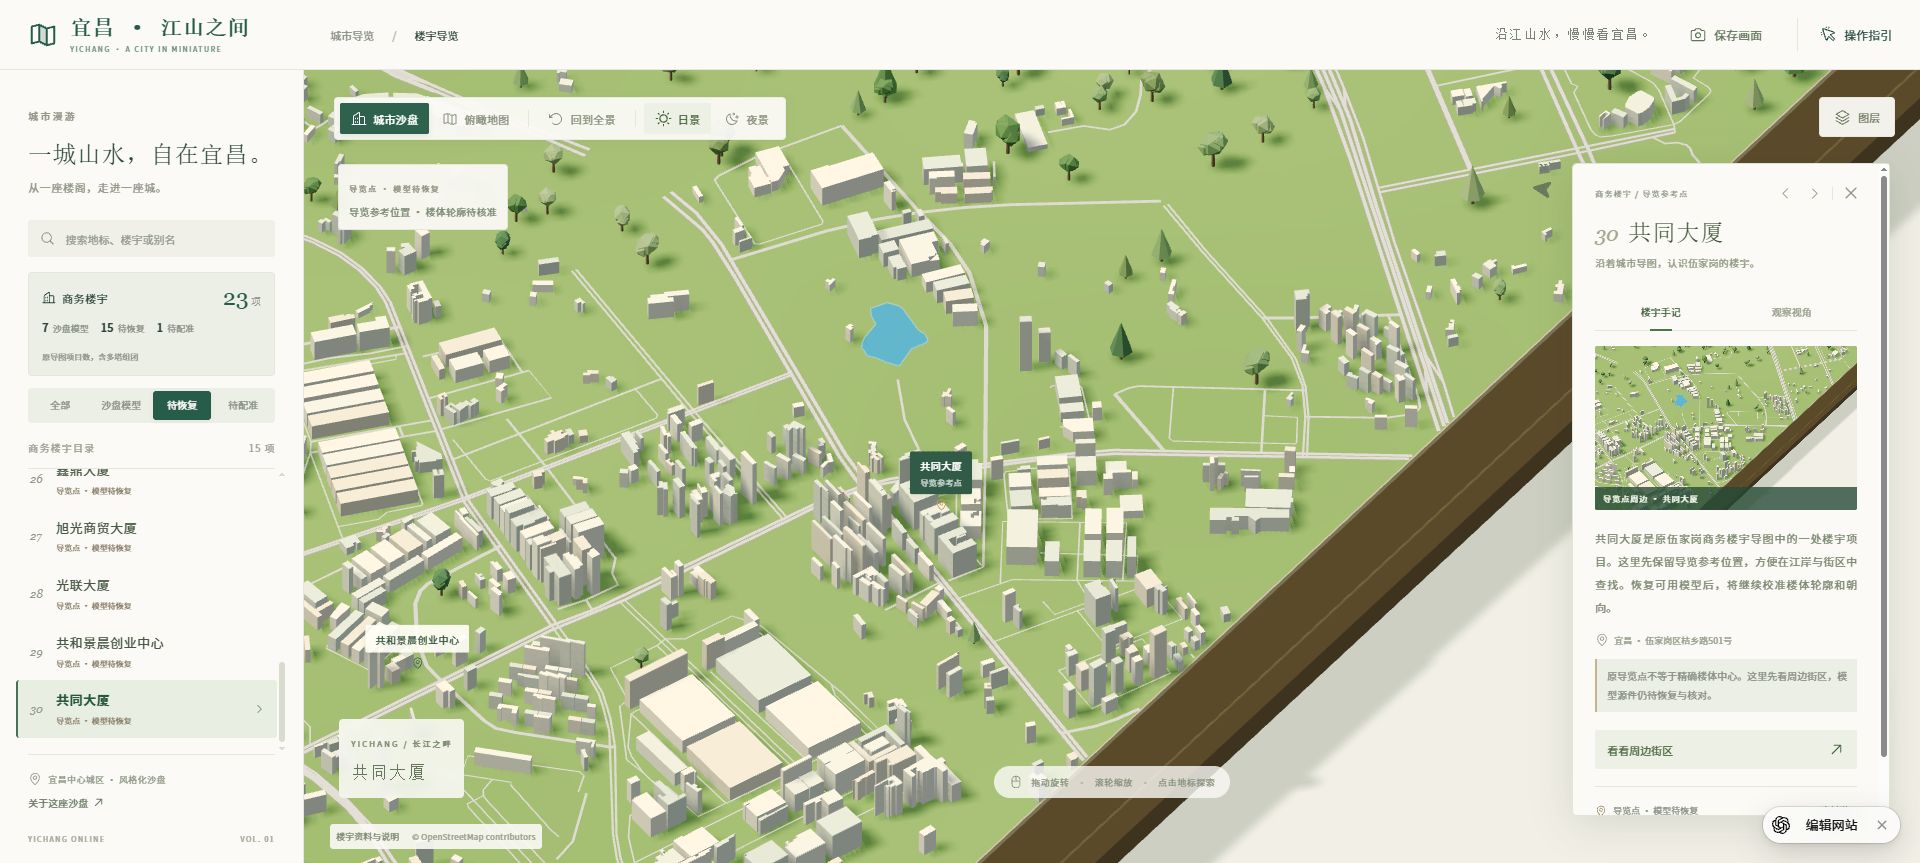 宜昌 • 江山之间
YICHANG • A CITY IN MINIATURE
城市导览 / 楼宇导览
沿江山水，慢慢看宜昌。
保存画面
操作指引
城市漫游
一城山水，自在宜昌。
从一座楼阁，走进一座城。
搜索地标、楼宇或别名
商务楼宇
23 项
7 沙盘模型 15 待恢复 1 待配准
原导图项目数，含多塔组团
全部 沙盘模型 待恢复 待配准
商务楼宇目录 15 项
26 鑫鼎大厦
导览点 • 模型待恢复
27 旭光商贸大厦
导览点 • 模型待恢复
28 光联大厦
导览点 • 模型待恢复
29 共和景晨创业中心
导览点 • 模型待恢复
30 共同大厦
导览点 • 模型待恢复
宜昌中心城区 • 风格化沙盘
关于这座沙盘
YICHANG ONLINE VOL. 01
城市沙盘 俯瞰地图 回到全景 日景 夜景
导览点 • 模型待恢复
导览参考位置 • 楼体轮廓待核准
图层
共同大厦
导览参考点
共和景晨创业中心
YICHANG / 长江之畔
共同大厦
拖动旋转 • 滚轮缩放 • 点击地标探索
楼宇资料与说明 © OpenStreetMap contributors
商务楼宇 / 导览参考点
30 共同大厦
沿着城市导图，认识伍家岗的楼宇。
楼宇手记 观察视角
导览点周边 • 共同大厦
共同大厦是原伍家岗商务楼宇导图中的一处楼宇项
目。这里先保留导览参考位置，方便在江岸与街区中
查找。恢复可用模型后，将继续校准楼体轮廓和朝
向。
宜昌 • 伍家岗区桔乡路501号
原导览点不等于精确楼体中心。这里先看周边街区，模
型源件仍待恢复与核对。
看看周边街区
导览点 • 模型待恢复
编辑网站